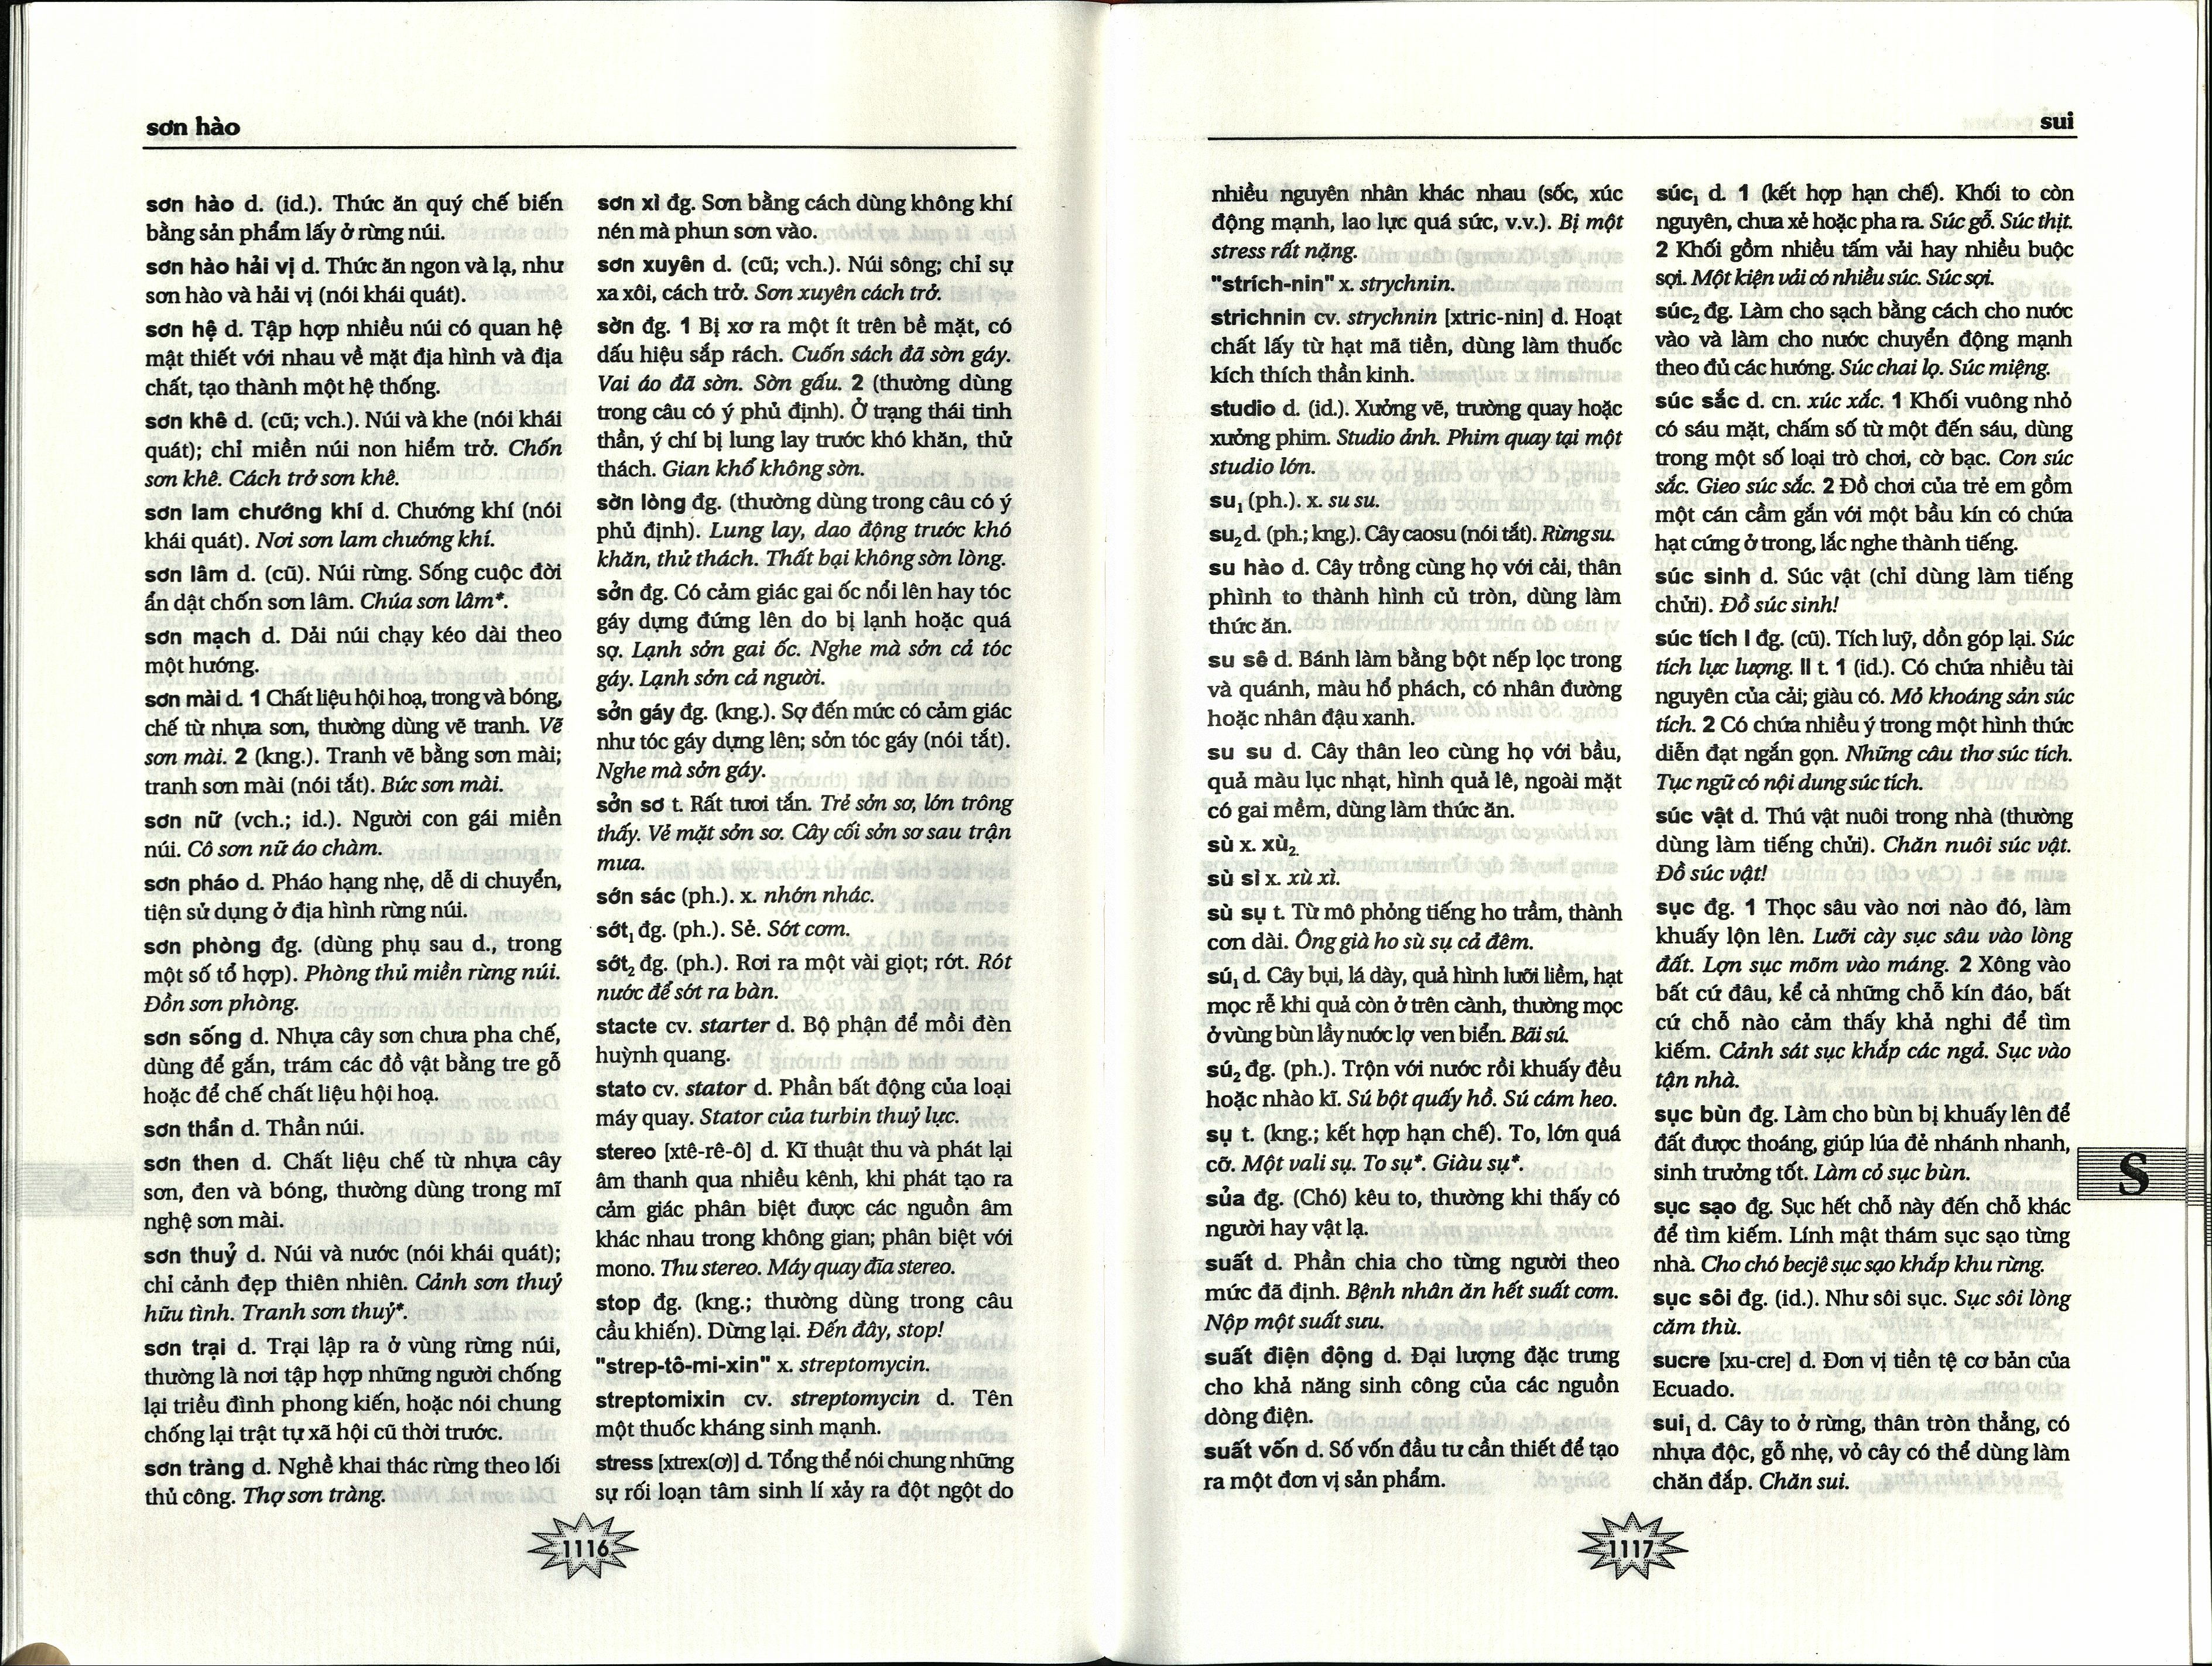 sơn hào
sơn hào d. (id.). Thức ăn quý chế biến
bằng sản phẩm lấy ở rừng núi.
sơn hào hải vị d. Thức ăn ngon và lạ, như
sơn hào và hải vị (nói khái quát).
sơn hệ d. Tập hợp nhiều núi có quan hệ
mật thiết với nhau về mặt địa hình và địa
chất, tạo thành một hệ thống.
sơn khê d. (cũ; vch.). Núi và khe (nói khái
quát); chỉ miền núi non hiểm trở. Chốn
sơn khê. Cách trở sơn khê.
sơn lam chướng khí d. Chướng khí (nói
khái quát). Nơi sơn lam chướng khí.
sơn lâm d. (cũ). Núi rừng. Sống cuộc đời
ẩn dật chốn sơn lâm. Chúa sơn lâm*.
sơn mạch d. Dải núi chạy kéo dài theo
một hướng.
sơn mài d. 1 Chất liệu hội hoạ, trong và bóng,
chế từ nhựa sơn, thường dùng vẽ tranh. Vẽ
sơn mài. 2 (kng.). Tranh vẽ bằng sơn mài;
tranh sơn mài (nói tắt). Bức sơn mài.
sơn nữ (vch.; id.). Người con gái miền
núi. Cô sơn nữ áo chàm.
sơn pháo d. Pháo hạng nhẹ, dễ di chuyển,
tiện sử dụng ở địa hình rừng núi.
sơn phòng đg. (dùng phụ sau d., trong
một số tổ hợp). Phòng thủ miền rừng núi.
Đồn sơn phòng.
sơn sống d. Nhựa cây sơn chưa pha chế,
dùng để gắn, trám các đồ vật bằng tre gỗ
hoặc để chế chất liệu hội hoạ.
sơn thần d. Thần núi.
sơn then d. Chất liệu chế từ nhựa cây
sơn, đen và bóng, thường dùng trong mĩ
nghệ sơn mài.
sơn thuỷ d. Núi và nước (nói khái quát);
chỉ cảnh đẹp thiên nhiên. Cảnh sơn thuỷ
hữu tình. Tranh sơn thuỷ*.
sơn trại d. Trại lập ra ở vùng rừng núi,
thường là nơi tập hợp những người chống
lại triều đình phong kiến, hoặc nói chung
chống lại trật tự xã hội cũ thời trước.
sơn tràng d. Nghề khai thác rừng theo lối
thủ công. Thợ sơn tràng.
sơn xì đg. Sơn bằng cách dùng không khí
nén mà phun sơn vào.
sơn xuyên d. (cũ; vch.). Núi sông; chỉ sự
xa xôi, cách trở. Sơn xuyên cách trở.
sờn đg. 1 Bị xơ ra một ít trên bề mặt, có
dấu hiệu sắp rách. Cuốn sách đã sờn gáy.
Vai áo đã sờn. Sờn gấu. 2 (thường dùng
trong câu có ý phủ định). Ở trạng thái tinh
thần, ý chí bị lung lay trước khó khăn, thử
thách. Gian khổ không sờn.
sờn lòng đg. (thường dùng trong câu có ý
phủ định). Lung lay, dao động trước khó
khăn, thử thách. Thất bại không sờn lòng.
sởn đg. Có cảm giác gai ốc nổi lên hay tóc
gáy dựng đứng lên do bị lạnh hoặc quá
sợ. Lạnh sởn gai ốc. Nghe mà sởn cả tóc
gáy. Lạnh sởn cả người.
sởn gáy đg. (kng.). Sợ đến mức có cảm giác
như tóc gáy dựng lên; sởn tóc gáy (nói tắt).
Nghe mà sởn gáy.
sởn sơ t. Rất tươi tắn. Trẻ sởn sơ, lớn trông
thấy. Vẻ mặt sởn sơ. Cây cối sởn sơ sau trận
mưa.
sớn sác (ph.). x. nhớn nhác.
sớt₁ đg. (ph.). Sẻ. Sớt cơm.
sớt₂ đg. (ph.). Rơi ra một vài giọt; rớt. Rót
nước để sớt ra bàn.
stacte cv. starter d. Bộ phận để mồi đèn
huỳnh quang.
stato cv. stator d. Phần bất động của loại
máy quay. Stator của turbin thuỷ lực.
stereo [xtê-rê-ô] d. Kĩ thuật thu và phát lại
âm thanh qua nhiều kênh, khi phát tạo ra
cảm giác phân biệt được các nguồn âm
khác nhau trong không gian; phân biệt với
mono. Thu stereo. Máy quay đĩa stereo.
stop đg. (kng.; thường dùng trong câu
cầu khiến). Dừng lại. Đến đây, stop!
"strep-tô-mi-xin" x. streptomycin.
streptomixin cv. streptomycin d. Tên
một thuốc kháng sinh mạnh.
stress [xtrex(ơ)] d. Tổng thể nói chung những
sự rối loạn tâm sinh lí xảy ra đột ngột do
1116
sui
nhiều nguyên nhân khác nhau (sốc, xúc
động mạnh, lao lực quá sức, v.v.). Bị một
stress rất nặng.
"strich-nin" x. strychnin.
strichnin cv. strychnin [xtric-nin] d. Hoạt
chất lấy từ hạt mã tiền, dùng làm thuốc
kích thích thần kinh.
studio d. (id.). Xưởng vẽ, trường quay hoặc
xưởng phim. Studio ảnh. Phim quay tại một
studio lớn.
su₁ (ph.). x. su su.
su₂ d. (ph.; kng.). Cây caosu (nói tắt). Rừng su.
su hào d. Cây trồng cùng họ với cải, thân
phình to thành hình củ tròn, dùng làm
thức ăn.
su sê d. Bánh làm bằng bột nếp lọc trong
và quánh, màu hổ phách, có nhân đường
hoặc nhân đậu xanh.
su su d. Cây thân leo cùng họ với bầu,
quả màu lục nhạt, hình quả lê, ngoài mặt
có gai mềm, dùng làm thức ăn.
sù x. xù₂.
sù sì x. xù xì.
sù sụ t. Từ mô phỏng tiếng ho trầm, thành
cơn dài. Ông già ho sù sụ cả đêm.
sú₁ d. Cây bụi, lá dày, quả hình lưỡi liềm, hạt
mọc rễ khi quả còn ở trên cành, thường mọc
ở vùng bùn lầy nước lợ ven biển. Bãi sú.
sú₂ đg. (ph.). Trộn với nước rồi khuấy đều
hoặc nhào kĩ. Sú bột quấy hồ. Sú cám heo.
sụ t. (kng.; kết hợp hạn chế). To, lớn quá
cỡ. Một vali sụ. To sụ*. Giàu sụ*.
sủa đg. (Chó) kêu to, thường khi thấy có
người hay vật lạ.
suất d. Phần chia cho từng người theo
mức đã định. Bệnh nhân ăn hết suất cơm.
Nộp một suất sưu.
suất điện động d. Đại lượng đặc trưng
cho khả năng sinh công của các nguồn
dòng điện.
suất vốn d. Số vốn đầu tư cần thiết để tạo
ra một đơn vị sản phẩm.
súc₁ d. 1 (kết hợp hạn chế). Khối to còn
nguyên, chưa xẻ hoặc pha ra. Súc gỗ. Súc thịt.
2 Khối gồm nhiều tấm vải hay nhiều buộc
sợi. Một kiện vải có nhiều súc. Súc sợi.
súc₂ đg. Làm cho sạch bằng cách cho nước
vào và làm cho nước chuyển động mạnh
theo đủ các hướng. Súc chai lọ. Súc miệng.
súc sắc d. cn. xúc xắc. 1 Khối vuông nhỏ
có sáu mặt, chấm số từ một đến sáu, dùng
trong một số loại trò chơi, cờ bạc. Con súc
sắc. Gieo súc sắc. 2 Đồ chơi của trẻ em gồm
một cán cầm gắn với một bầu kín có chứa
hạt cứng ở trong, lắc nghe thành tiếng.
súc sinh d. Súc vật (chỉ dùng làm tiếng
chửi). Đồ súc sinh!
súc tích I đg. (cũ). Tích luỹ, dồn góp lại. Súc
tích lực lượng. II t. 1 (id.). Có chứa nhiều tài
nguyên của cải; giàu có. Mỏ khoáng sản súc
tích. 2 Có chứa nhiều ý trong một hình thức
diễn đạt ngắn gọn. Những câu thơ súc tích.
Tục ngữ có nội dung súc tích.
súc vật d. Thú vật nuôi trong nhà (thường
dùng làm tiếng chửi). Chăn nuôi súc vật.
Đồ súc vật!
sục đg. 1 Thọc sâu vào nơi nào đó, làm
khuấy lộn lên. Lưỡi cày sục sâu vào lòng
đất. Lợn sục mõm vào máng. 2 Xông vào
bất cứ đâu, kể cả những chỗ kín đáo, bất
cứ chỗ nào cảm thấy khả nghi để tìm
kiếm. Cảnh sát sục khắp các ngả. Sục vào
tận nhà.
sục bùn đg. Làm cho bùn bị khuấy lên để
đất được thoáng, giúp lúa đẻ nhánh nhanh,
sinh trưởng tốt. Làm cỏ sục bùn.
sục sạo đg. Sục hết chỗ này đến chỗ khác
để tìm kiếm. Lính mật thám sục sạo từng
nhà. Cho chó becjê sục sạo khắp khu rừng.
sục sôi đg. (id.). Như sôi sục. Sục sôi lòng
căm thù.
sucre [xu-cre] d. Đơn vị tiền tệ cơ bản của
Ecuado.
sui₁ d. Cây to ở rừng, thân tròn thẳng, có
nhựa độc, gỗ nhẹ, vỏ cây có thể dùng làm
chăn đắp. Chăn sui.
S
1117